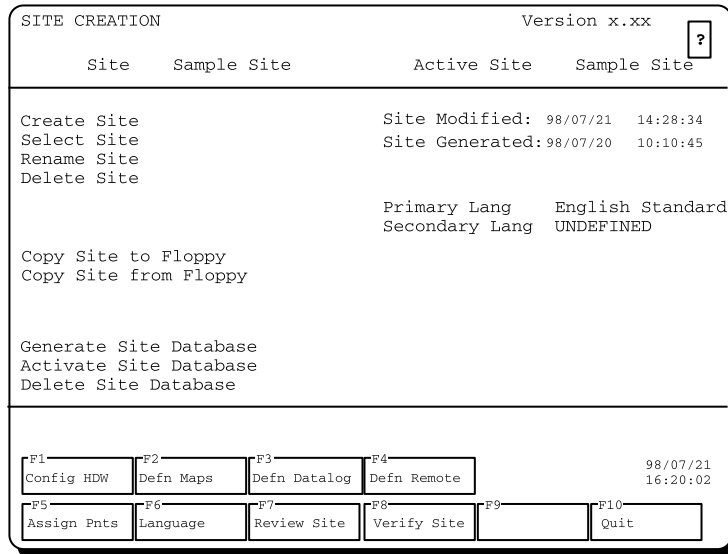 SITE CREATION Version x.xx
?
Site Sample Site Active Site Sample Site
Create Site Site Modified: 98/07/21 14:28:34
Select Site Site Generated: 98/07/20 10:10:45
Rename Site
Delete Site
Primary Lang English Standard
Secondary Lang UNDEFINED
Copy Site to Floppy
Copy Site from Floppy
Generate Site Database
Activate Site Database
Delete Site Database
F1 F2 F3 F4
98/07/21
Config HDW Defn Maps Defn Datalog Defn Remote 16:20:02
F5 F6 F7 F8 F9 F10
Assign Pnts Language Review Site Verify Site Quit